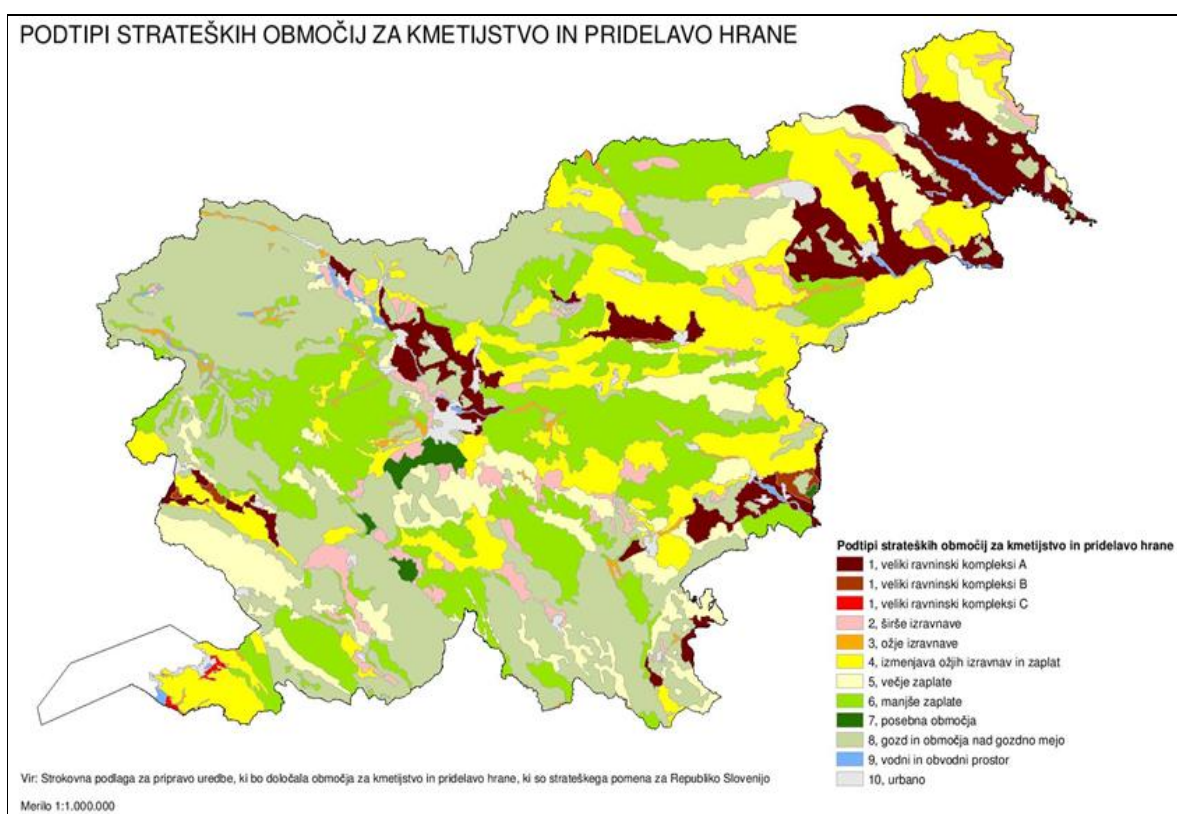 PODTIPI STRATEŠKIH OBMOČIJ ZA KMETIJSTVO IN PRIDELAVO HRANE
Podtipi strateških območij za kmetijstvo in pridelavo hrane
1, veliki ravninski kompleksi A
1, veliki ravninski kompleksi B
1, veliki ravninski kompleksi C
2, širše izravnave
3, ožje izravnave
4, izmenjava ožjih izravnav in zaplat
5, večje zaplate
6, manjše zaplate
7, posebna območja
8, gozd in območja nad gozdno mejo
9, vodni in obvodni prostor
10, urbano
Vir: Strokovna podlaga za pripravo uredbe, ki bo določala območja za kmetijstvo in pridelavo hrane, ki so strateškega pomena za Republiko Slovenijo
Merilo 1:1.000.000